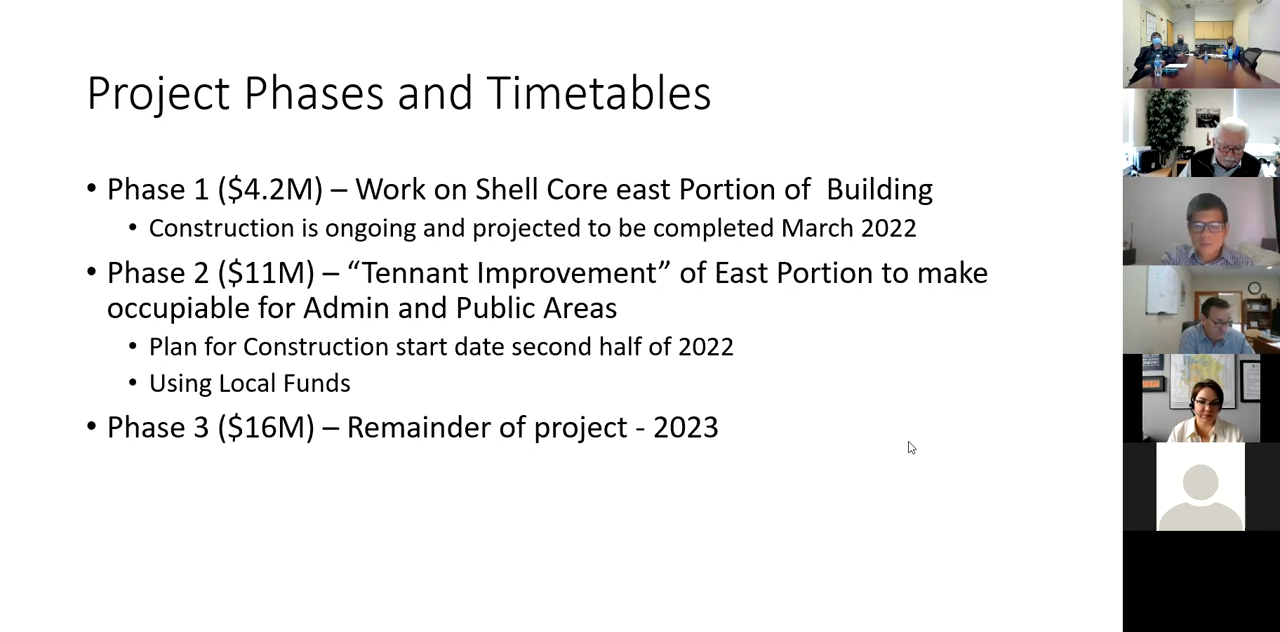 Project Phases and Timetables
• Phase 1 ($4.2M) – Work on Shell Core east Portion of  Building
• Construction is ongoing and projected to be completed March 2022
• Phase 2 ($11M) – “Tennant Improvement” of East Portion to make
occupiable for Admin and Public Areas
• Plan for Construction start date second half of 2022
• Using Local Funds
• Phase 3 ($16M) – Remainder of project - 2023